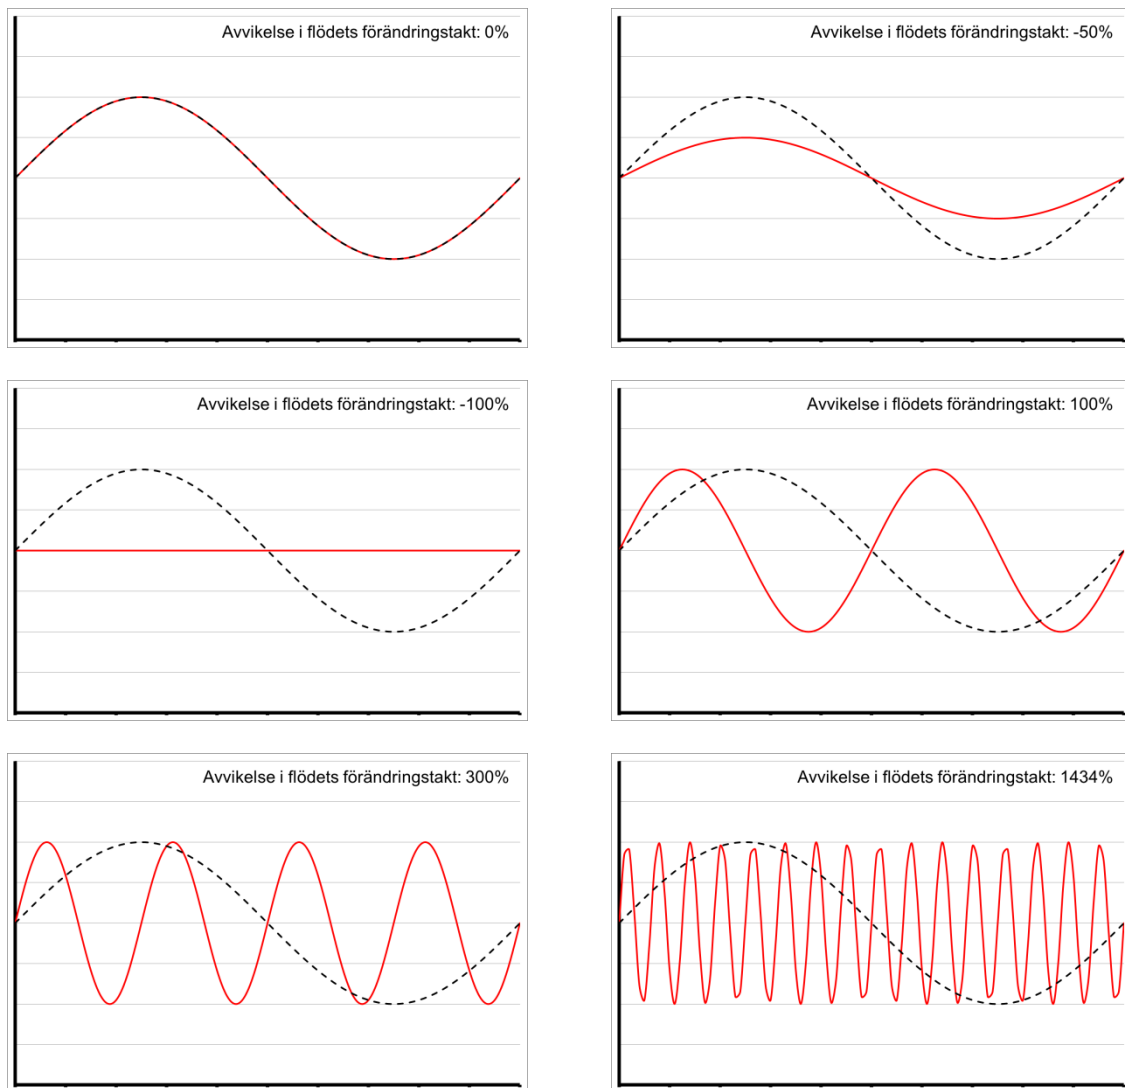 Avvikelse i flödets förändringstakt: 0%
Avvikelse i flödets förändringstakt: -50%
Avvikelse i flödets förändringstakt: -100%
Avvikelse i flödets förändringstakt: 100%
Avvikelse i flödets förändringstakt: 300%
Avvikelse i flödets förändringstakt: 1434%